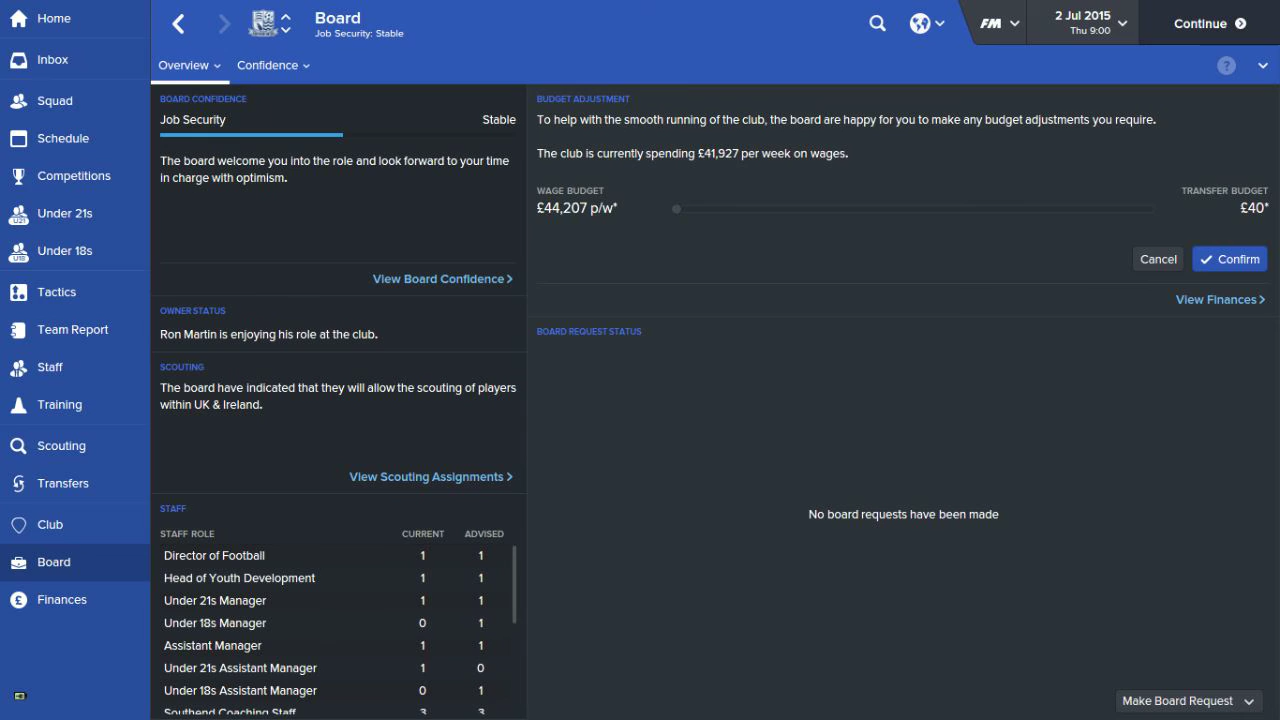 Home
Inbox
Squad
Schedule
Competitions
Under 21s
Under 18s
Tactics
Team Report
Staff
Training
Scouting
Transfers
Club
Board
Finances
Board
Job Security: Stable
FM
2 Jul 2015
Thu 9:00
Continue
Overview
Confidence
?
BOARD CONFIDENCE
Job Security Stable
The board welcome you into the role and look forward to your time
in charge with optimism.
View Board Confidence >
OWNER STATUS
Ron Martin is enjoying his role at the club.
SCOUTING
The board have indicated that they will allow the scouting of players
within UK & Ireland.
View Scouting Assignments >
STAFF
STAFF ROLE CURRENT ADVISED
Director of Football 1 1
Head of Youth Development 1 1
Under 21s Manager 1 1
Under 18s Manager 0 1
Assistant Manager 1 1
Under 21s Assistant Manager 1 0
Under 18s Assistant Manager 0 1
Southend Coaching Staff 3 3
BUDGET ADJUSTMENT
To help with the smooth running of the club, the board are happy for you to make any budget adjustments you require.
The club is currently spending £41,927 per week on wages.
WAGE BUDGET TRANSFER BUDGET
£44,207 p/w* £40*
Cancel Confirm
View Finances >
BOARD REQUEST STATUS
No board requests have been made
Make Board Request